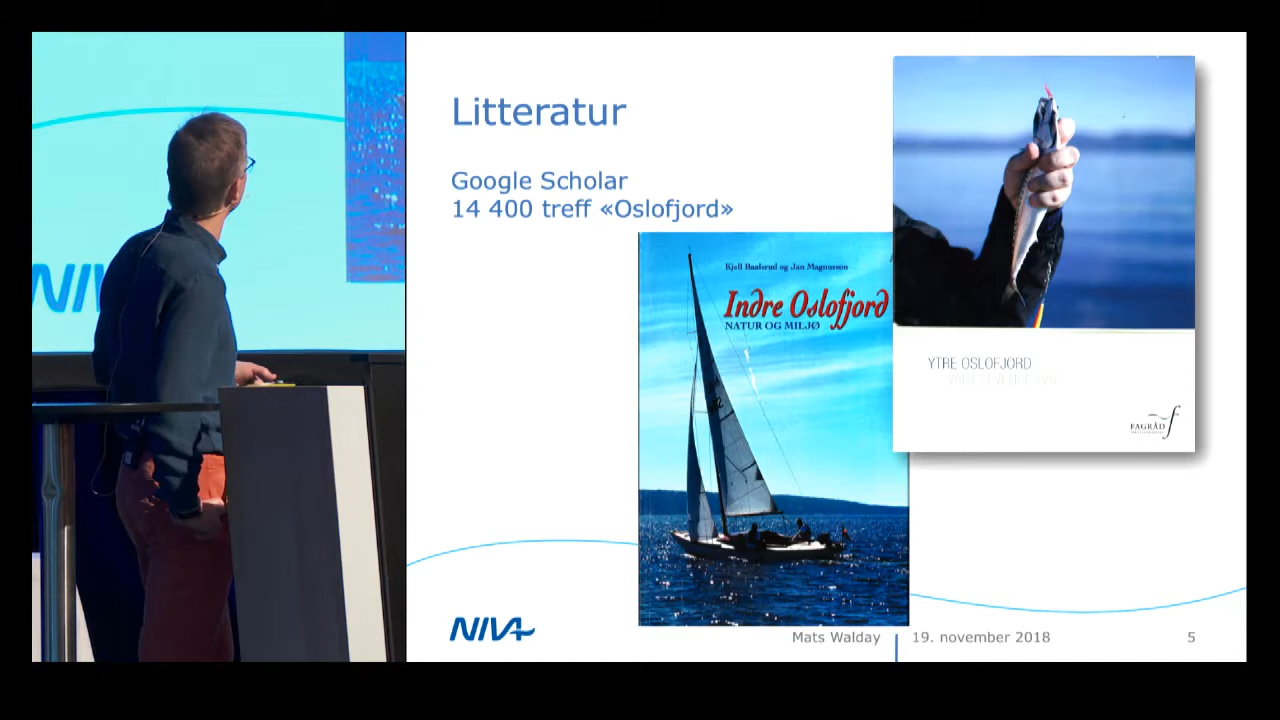 Litteratur
Google Scholar
14 400 treff «Oslofjord»
Kjell Baalsrud og Jan Magnusson
Indre Oslofjord
NATUR OG MILJØ
YTRE OSLOFJORD
FAGRÅD
NIVA
NIV
Mats Walday
19. november 2018
5